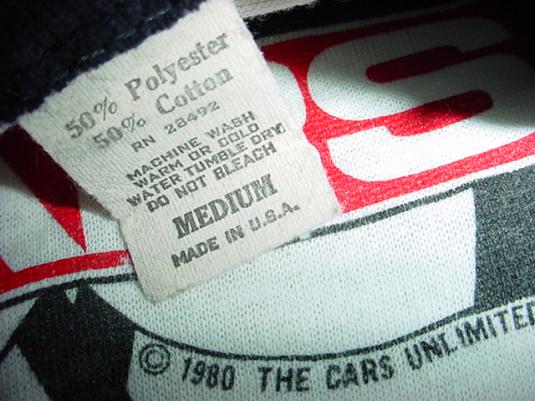 50% Polyester
50% Cotton
RN 28492
MACHINE WASH
WARM OR COLD
WATER TUMBLE DRY
DO NOT BLEACH
MEDIUM
MADE IN U.S.A.
© 1980 THE CARS UNLIMITED